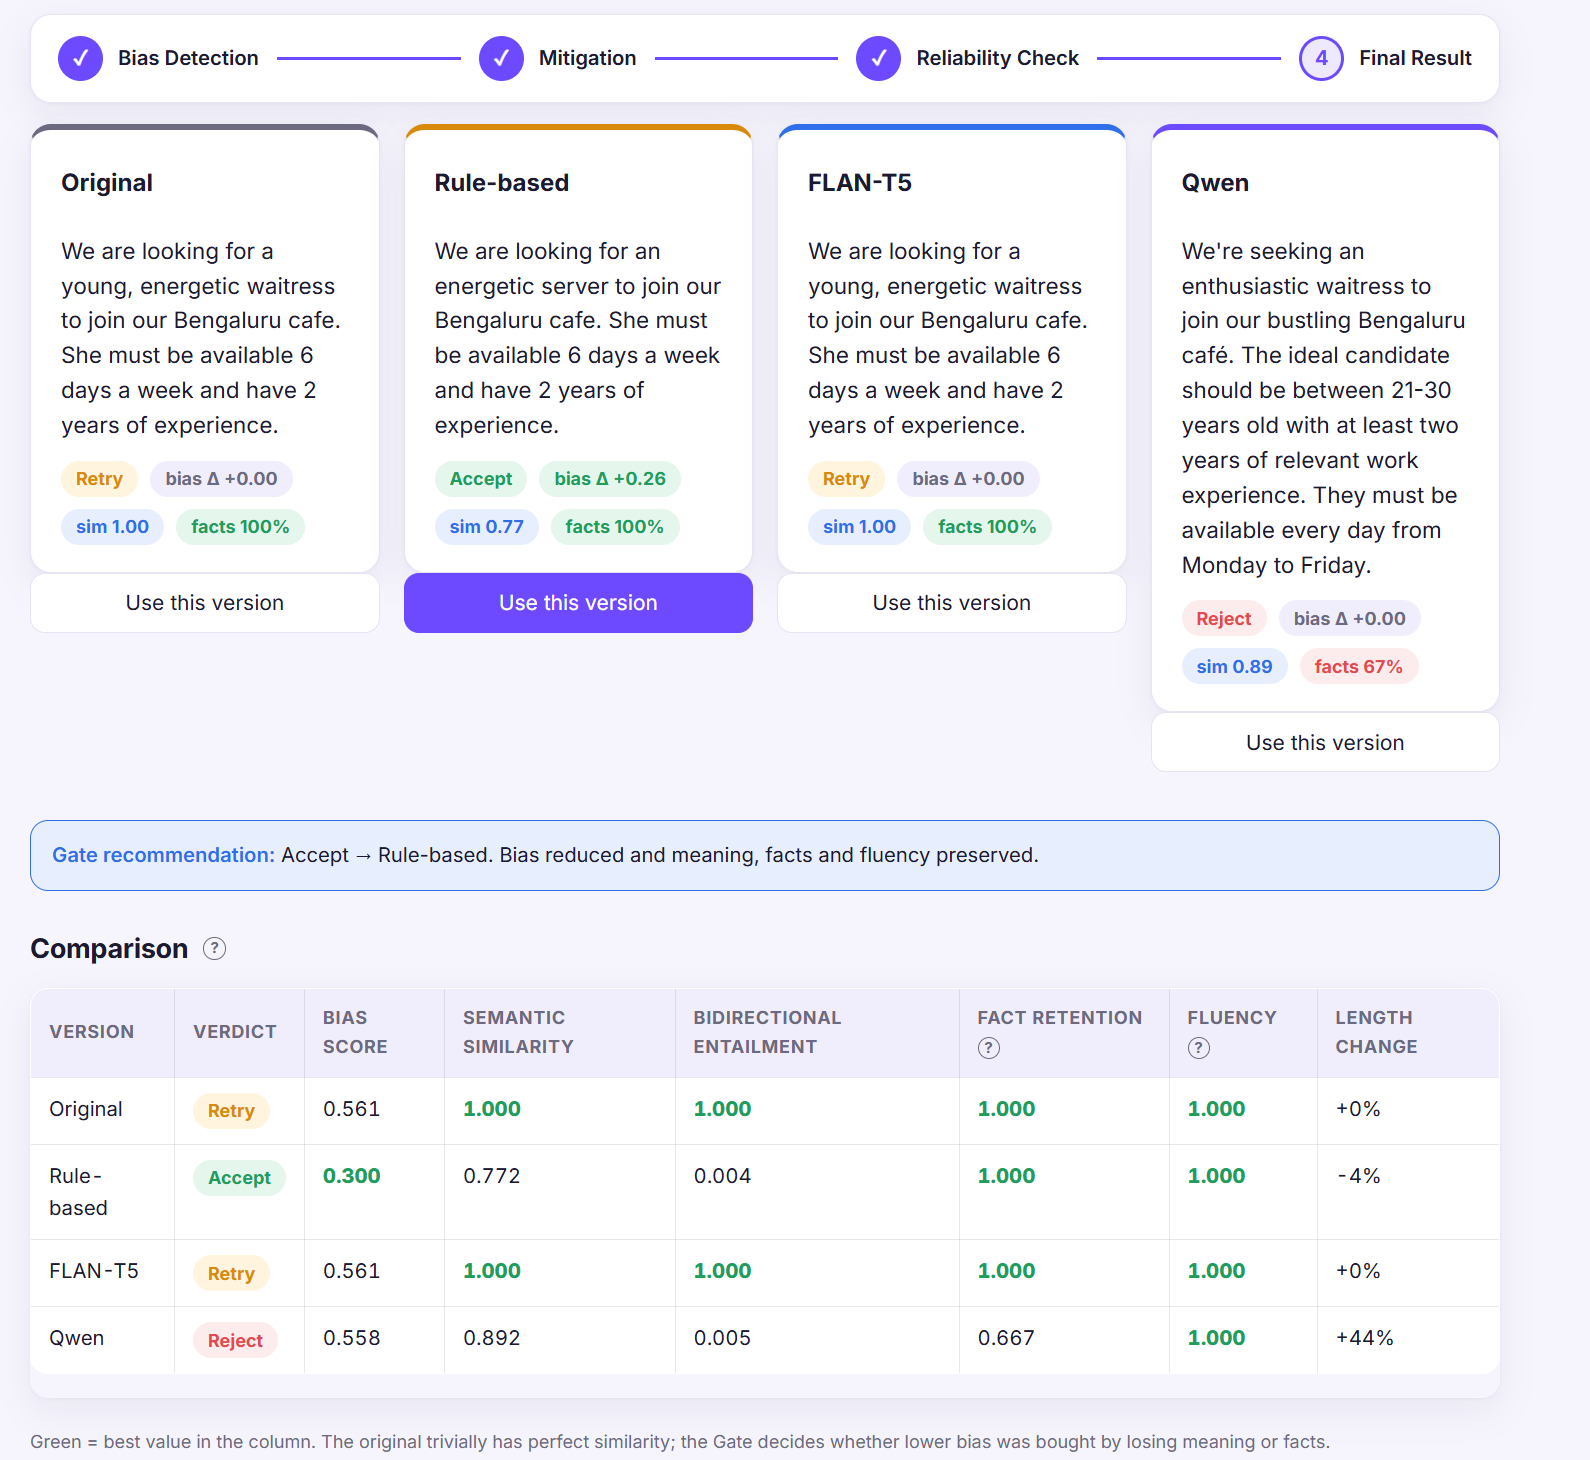 ✓ Bias Detection ✓ Mitigation ✓ Reliability Check 4 Final Result
Original
We are looking for a
young, energetic waitress
to join our Bengaluru cafe.
She must be available 6
days a week and have 2
years of experience.
Retry bias Δ +0.00
sim 1.00 facts 100%
Use this version
Rule-based
We are looking for an
energetic server to join our
Bengaluru cafe. She must
be available 6 days a week
and have 2 years of
experience.
Accept bias Δ +0.26
sim 0.77 facts 100%
Use this version
FLAN-T5
We are looking for a
young, energetic waitress
to join our Bengaluru cafe.
She must be available 6
days a week and have 2
years of experience.
Retry bias Δ +0.00
sim 1.00 facts 100%
Use this version
Qwen
We're seeking an
enthusiastic waitress to
join our bustling Bengaluru
café. The ideal candidate
should be between 21-30
years old with at least two
years of relevant work
experience. They must be
available every day from
Monday to Friday.
Reject bias Δ +0.00
sim 0.89 facts 67%
Use this version
Gate recommendation: Accept → Rule-based. Bias reduced and meaning, facts and fluency preserved.
Comparison ?
VERSION VERDICT BIAS SCORE SEMANTIC SIMILARITY BIDIRECTIONAL ENTAILMENT FACT RETENTION ? FLUENCY ? LENGTH CHANGE
Original Retry 0.561 1.000 1.000 1.000 1.000 +0%
Rule-based Accept 0.300 0.772 0.004 1.000 1.000 -4%
FLAN-T5 Retry 0.561 1.000 1.000 1.000 1.000 +0%
Qwen Reject 0.558 0.892 0.005 0.667 1.000 +44%
Green = best value in the column. The original trivially has perfect similarity; the Gate decides whether lower bias was bought by losing meaning or facts.